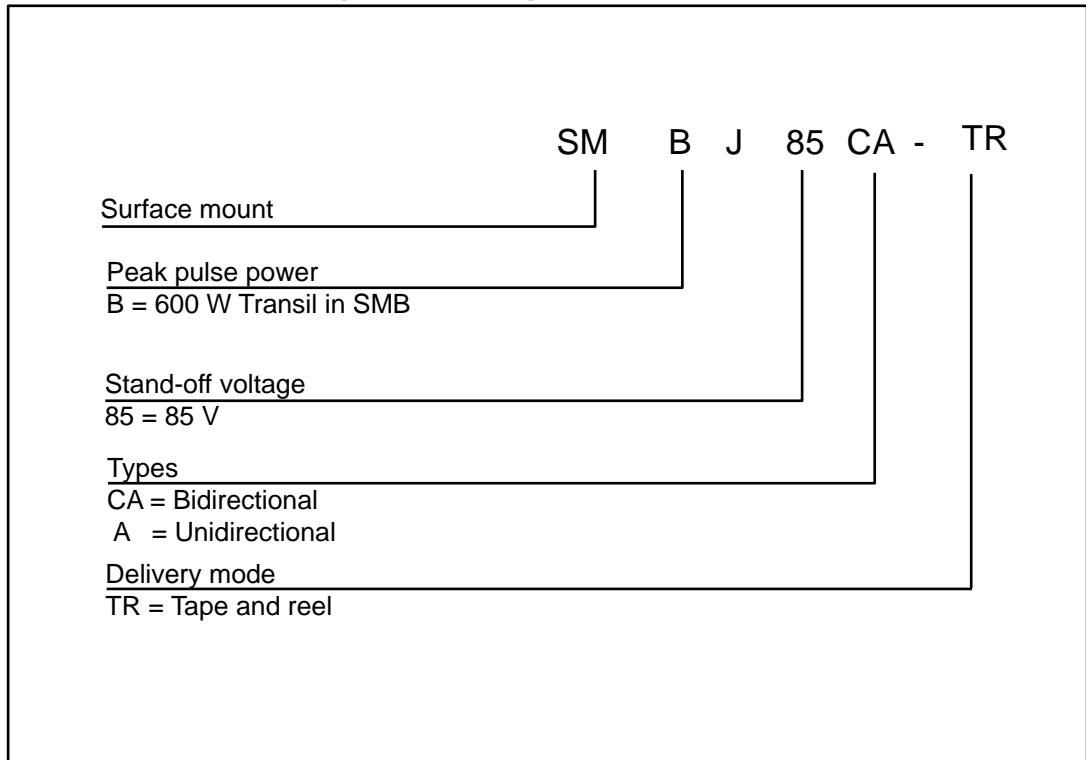 SM B J 85 CA - TR
Surface mount
Peak pulse power
B = 600 W Transil in SMB
Stand-off voltage
85 = 85 V
Types
CA = Bidirectional
A = Unidirectional
Delivery mode
TR = Tape and reel